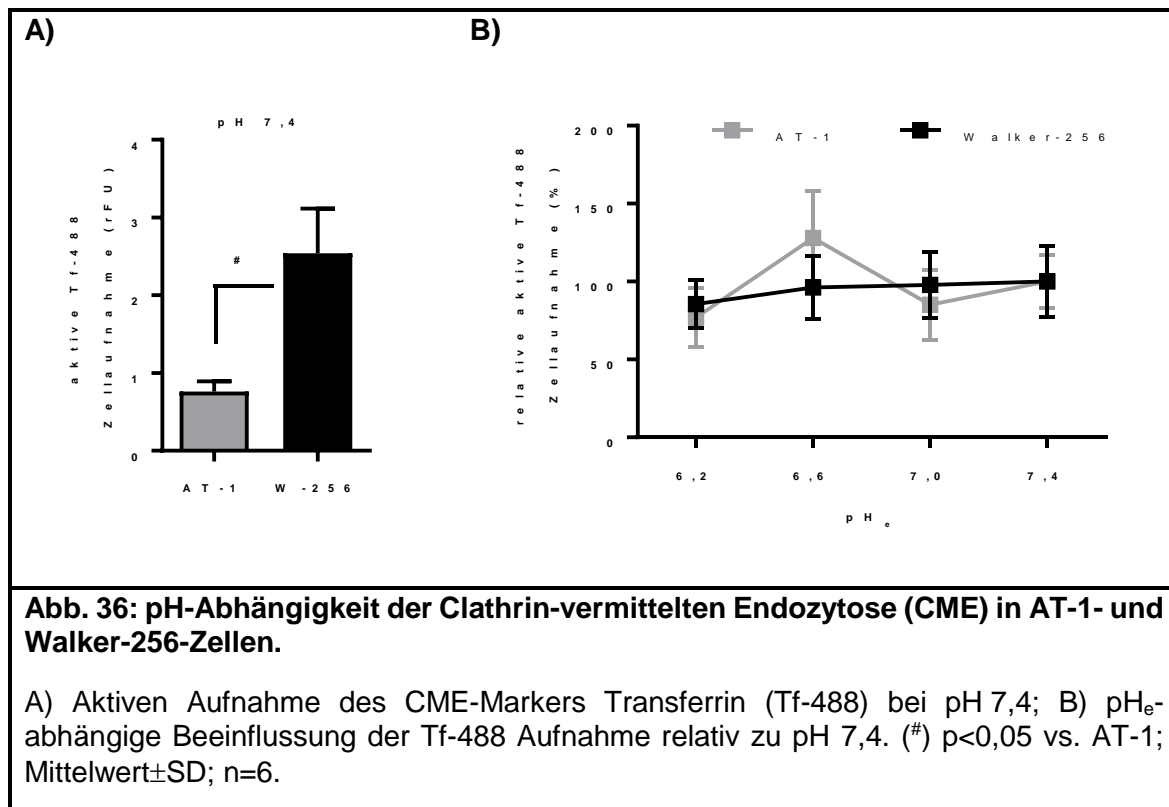 A)
B)
pH 7,4
4
3
2
1
0
aktive Tf-488
Zellaufnahme (rFU)
#
AT-1 W-256
200
150
100
50
0
relative aktive Tf-488
Zellaufnahme (%)
AT-1 Walker-256
6,2 6,6 7,0 7,4
pHe
Abb. 36: pH-Abhängigkeit der Clathrin-vermittelten Endozytose (CME) in AT-1- und
Walker-256-Zellen.
A) Aktiven Aufnahme des CME-Markers Transferrin (Tf-488) bei pH 7,4; B) pHe-
abhängige Beeinflussung der Tf-488 Aufnahme relativ zu pH 7,4. (#) p<0,05 vs. AT-1;
Mittelwert±SD; n=6.